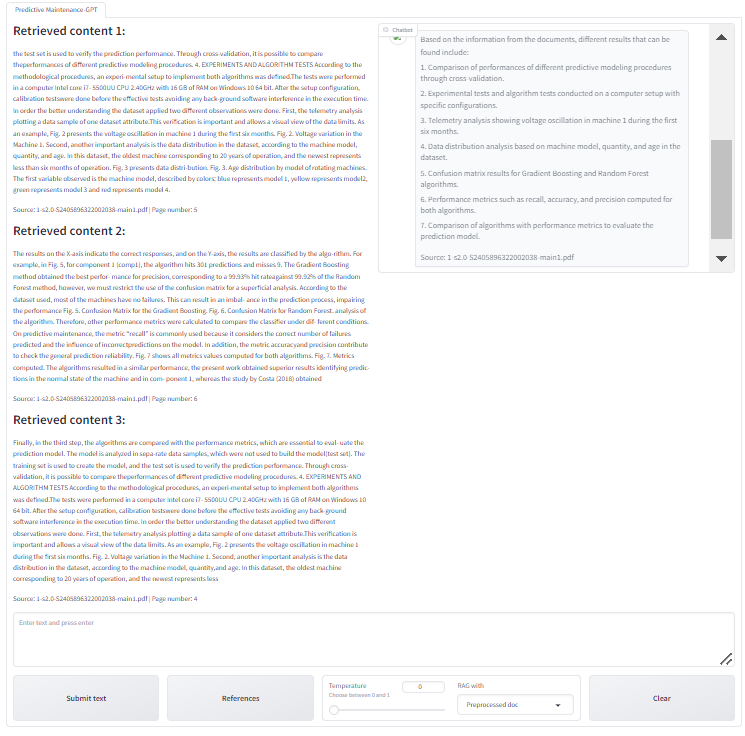 Predictive Maintenance-GPT
Retrieved content 1:
the test set is used to verify the prediction performance. Through cross-validation, it is possible to compare
theperformances of different predictive modeling procedures. 4. EXPERIMENTS AND ALGORITHM TESTS According to the
methodological procedures, an experi-mental setup to implement both algorithms was defined.The tests were performed
in a computer Intel core i7- 5500UU CPU 2.40GHz with 16 GB of RAM on Windows 10 64 bit. After the setup configuration,
calibration testswere done before the effective tests avoiding any back-ground software interference in the execution time.
In order the better understanding the dataset applied two different observations were done. First, the telemetry analysis
plotting a data sample of one dataset attribute.This verification is important and allows a visual view of the data limits. As
an example, Fig. 2 presents the voltage oscillation in machine 1 during the first six months. Fig. 2. Voltage variation in the
Machine 1. Second, another important analysis is the data distribution in the dataset, according to the machine model,
quantity, and age. In this dataset, the oldest machine corresponding to 20 years of operation, and the newest represents
less than six months of operation. Fig. 3 presents data distri-bution. Fig. 3. Age distribution by model of rotating machines.
The first variable observed is the machine model, described by colors: blue represents model 1, yellow represents model2,
green represents model 3 and red represents model 4.
Source: 1-s2.0-S2405896322002038-main1.pdf | Page number: 5
Retrieved content 2:
The results on the X-axis indicate the correct responses, and on the Y-axis, the results are classified by the algo-rithm. For
example, in Fig. 5, for component 1 (comp1), the algorithm hits 301 predictions and misses 9. The Gradient Boosting
method obtained the best perfor- mance for precision, corresponding to a 99.93% hit rateagainst 99.92% of the Random
Forest method, however, we must restrict the use of the confusion matrix for a superficial analysis. According to the
dataset used, most of the machines have no failures. This can result in an imbal- ance in the prediction process, impairing
the performance Fig. 5. Confusion Matrix for the Gradient Boosting. Fig. 6. Confusion Matrix for Random Forest. analysis of
the algorithm. Therefore, other performance metrics were calculated to compare the classifier under dif- ferent conditions.
On predictive maintenance, the metric “recall” is commonly used because it considers the correct number of failures
predicted and the influence of incorrectpredictions on the model. In addition, the metric accuracyand precision contribute
to check the general prediction reliability. Fig. 7 shows all metrics values computed for both algorithms. Fig. 7. Metrics
computed. The algorithms resulted in a similar performance, the present work obtained superior results identifying predic-
tions in the normal state of the machine and in com- ponent 1, whereas the study by Costa (2018) obtained
Source: 1-s2.0-S2405896322002038-main1.pdf | Page number: 6
Retrieved content 3:
Finally, in the third step, the algorithms are compared with the performance metrics, which are essential to eval- uate the
prediction model. The model is analyzed in sepa-rate data samples, which were not used to build the model(test set). The
training set is used to create the model, and the test set is used to verify the prediction performance. Through cross-
validation, it is possible to compare theperformances of different predictive modeling procedures. 4. EXPERIMENTS AND
ALGORITHM TESTS According to the methodological procedures, an experi-mental setup to implement both algorithms
was defined.The tests were performed in a computer Intel core i7- 5500UU CPU 2.40GHz with 16 GB of RAM on Windows 10
64 bit. After the setup configuration, calibration testswere done before the effective tests avoiding any back-ground
software interference in the execution time. in order the better understanding the dataset applied two different
observations were done. First, the telemetry analysis plotting a data sample of one dataset attribute.This verification is
important and allows a visual view of the data limits. As an example, Fig. 2 presents the voltage oscillation in machine 1
during the first six months. Fig. 2. Voltage variation in the Machine 1. Second, another important analysis is the data
distribution in the dataset, according to the machine model, quantity,and age. In this dataset, the oldest machine
corresponding to 20 years of operation, and the newest represents less
Source: 1-s2.0-S2405896322002038-main1.pdf | Page number: 4
Chatbot
Based on the information from the documents, different results that can be
found include:
1. Comparison of performances of different predictive modeling procedures
through cross-validation.
2. Experimental tests and algorithm tests conducted on a computer setup with
specific configurations.
3. Telemetry analysis showing voltage oscillation in machine 1 during the first
six months.
4. Data distribution analysis based on machine model, quantity, and age in the
dataset.
5. Confusion matrix results for Gradient Boosting and Random Forest
algorithms.
6. Performance metrics such as recall, accuracy, and precision computed for
both algorithms.
7. Comparison of algorithms with performance metrics to evaluate the
prediction model.
Source: 1-s2.0-S2405896322002038-main1.pdf
Enter text and press enter
Submit text
References
Temperature
0
Choose between 0 and 1
RAG with
Preprocessed doc
Clear